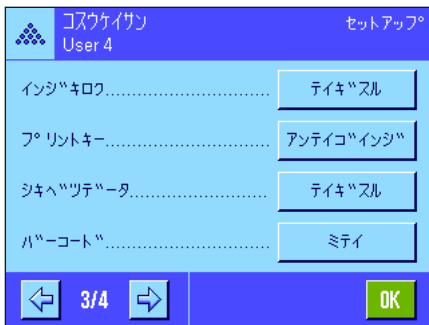 コスウケイサン セットアップ
User 4
インジキロク.............................. テイギスル
プリントキー............................ アンテイゴインジ
シキベツデータ........................ テイギスル
バーコード............................ ミテイ
3/4 OK